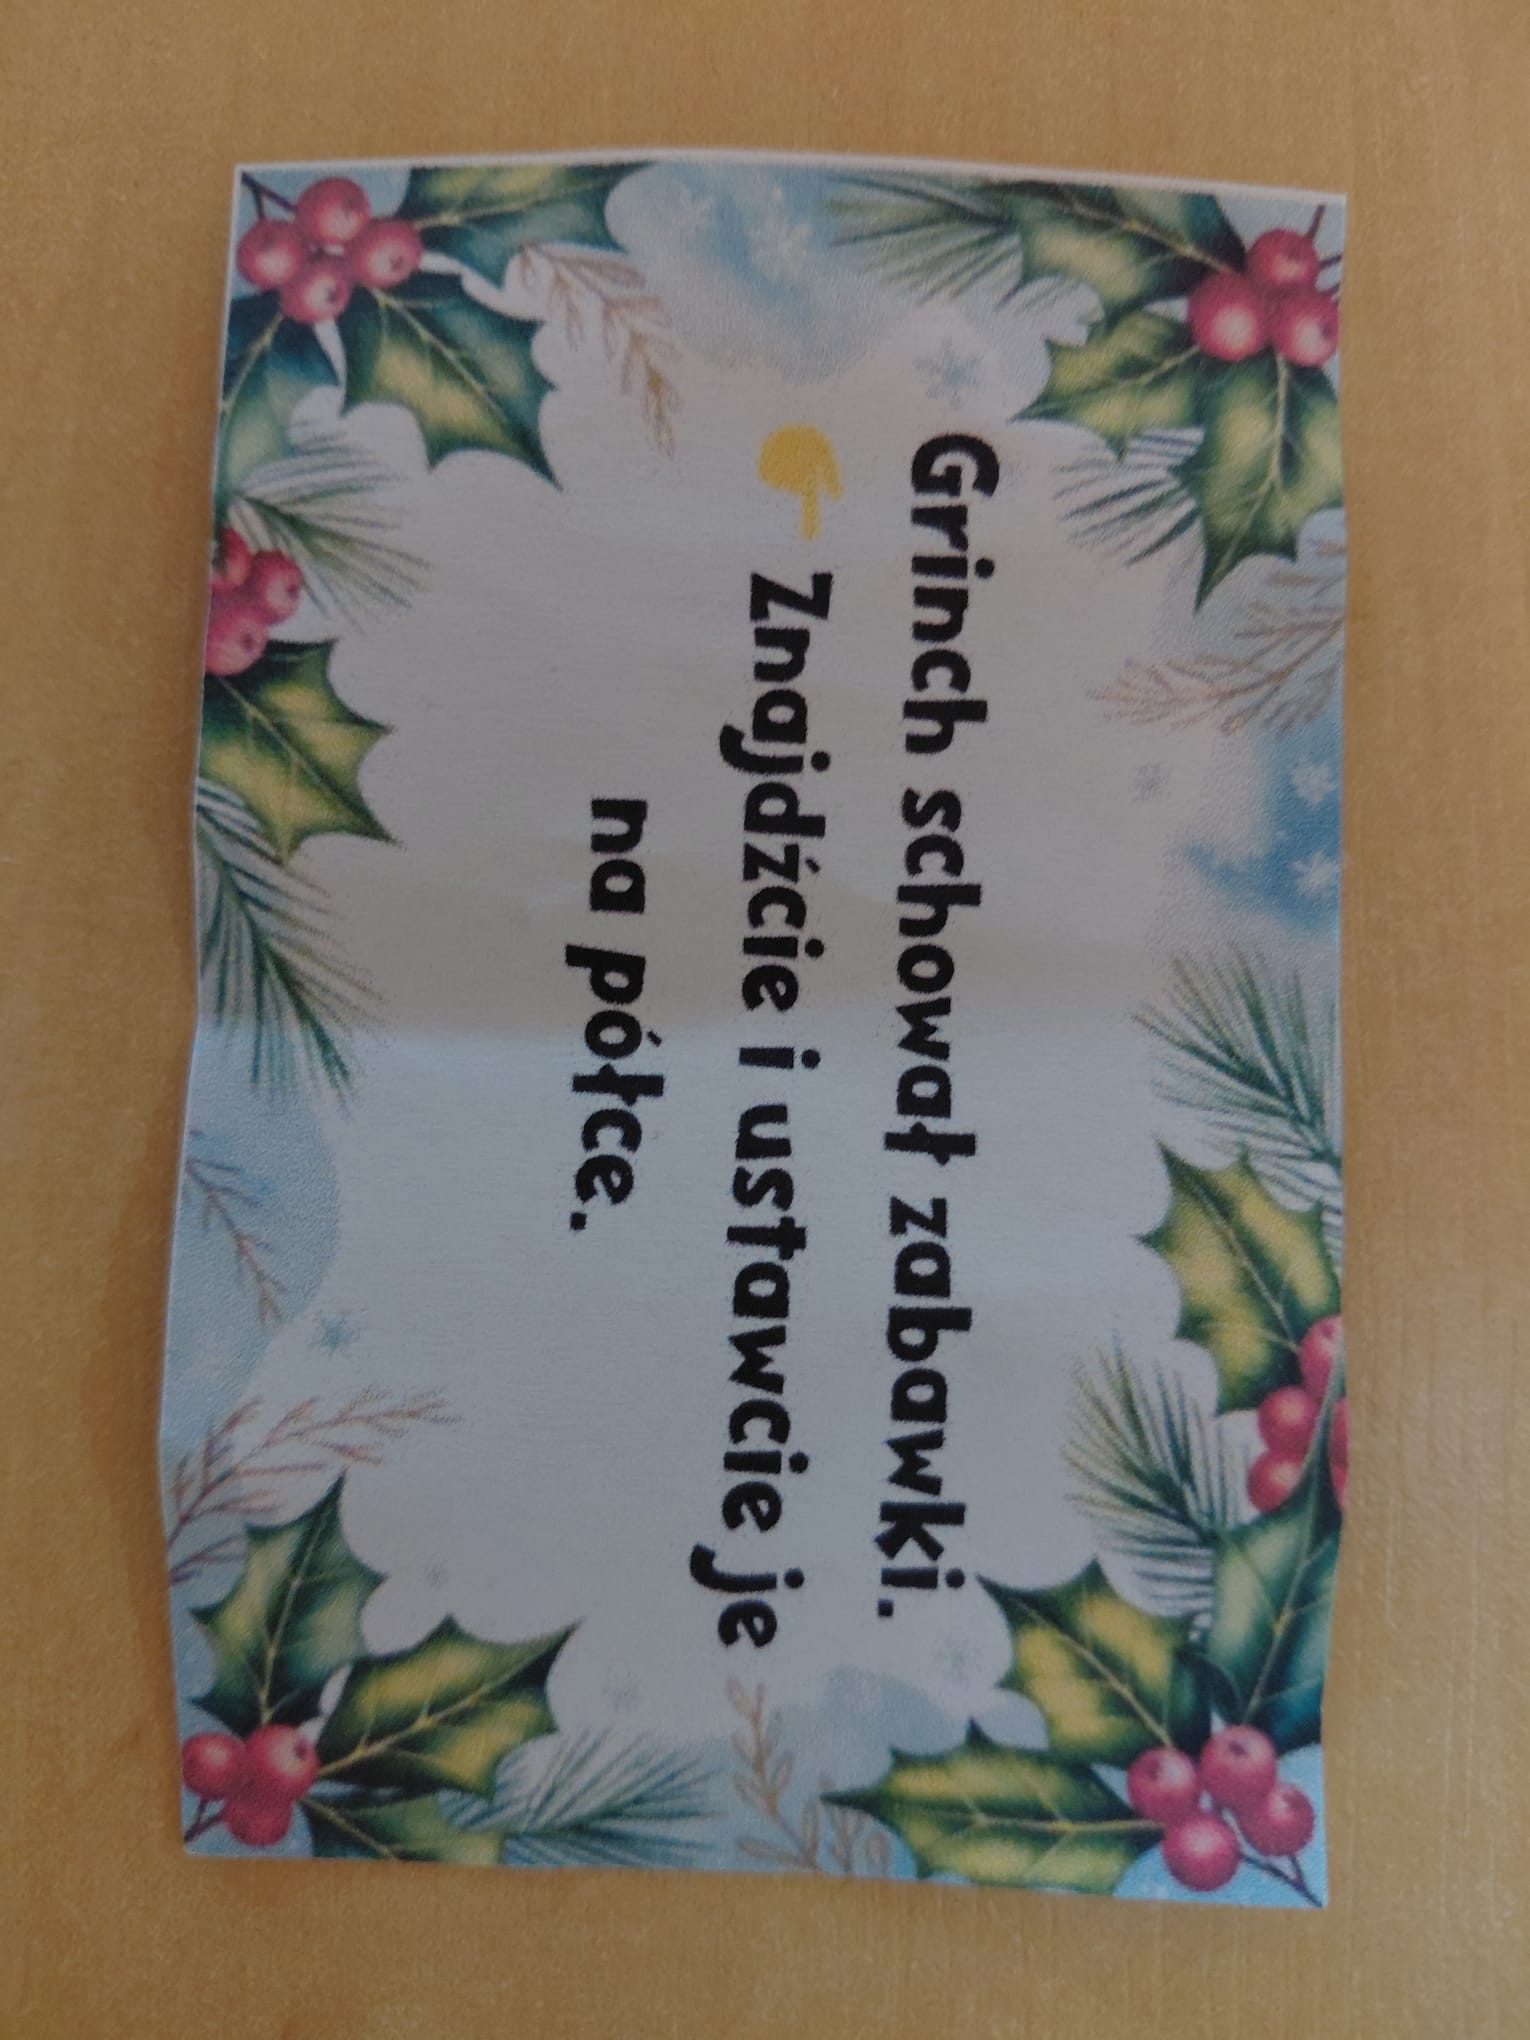 Grinch schował zabawki.
👉 Znajdźcie i ustawcie je
na półce.